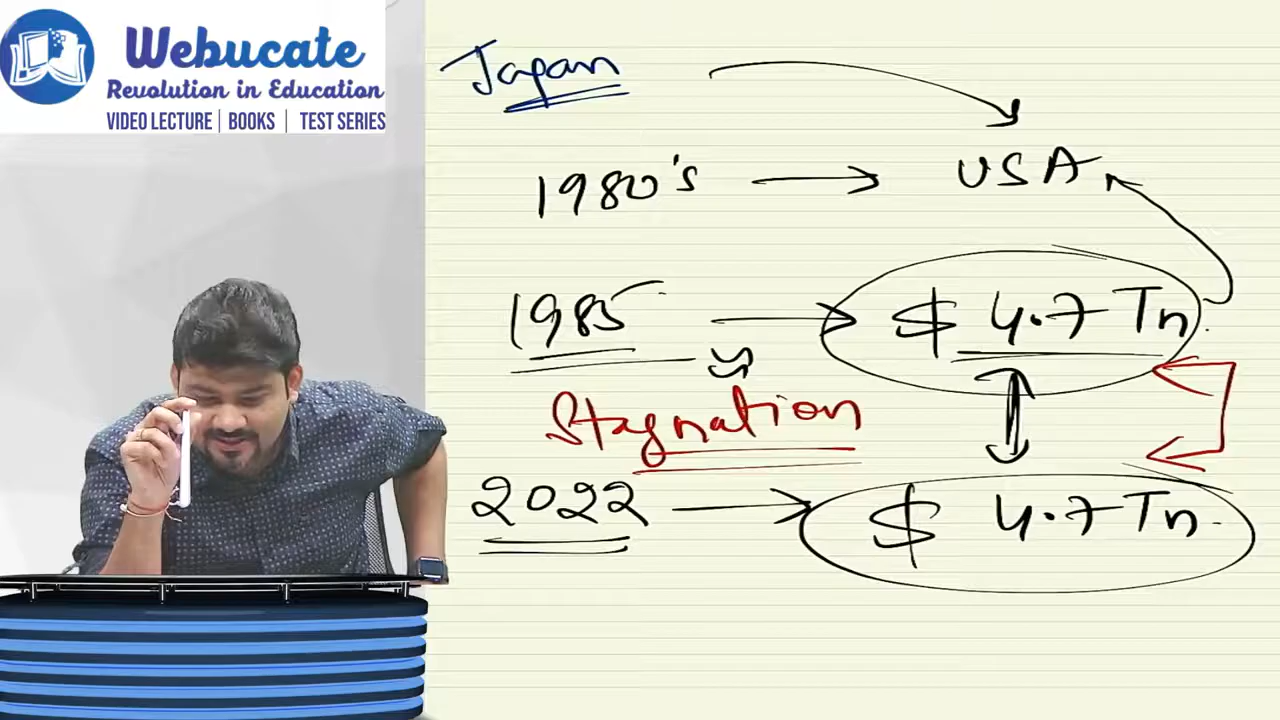 Webucate
Revolution in Education
VIDEO LECTURE | BOOKS | TEST SERIES
Japan
1980's → USA
1985 → $ 4.7 Tn.
Stagnation
2022 → $ 4.7 Tn.